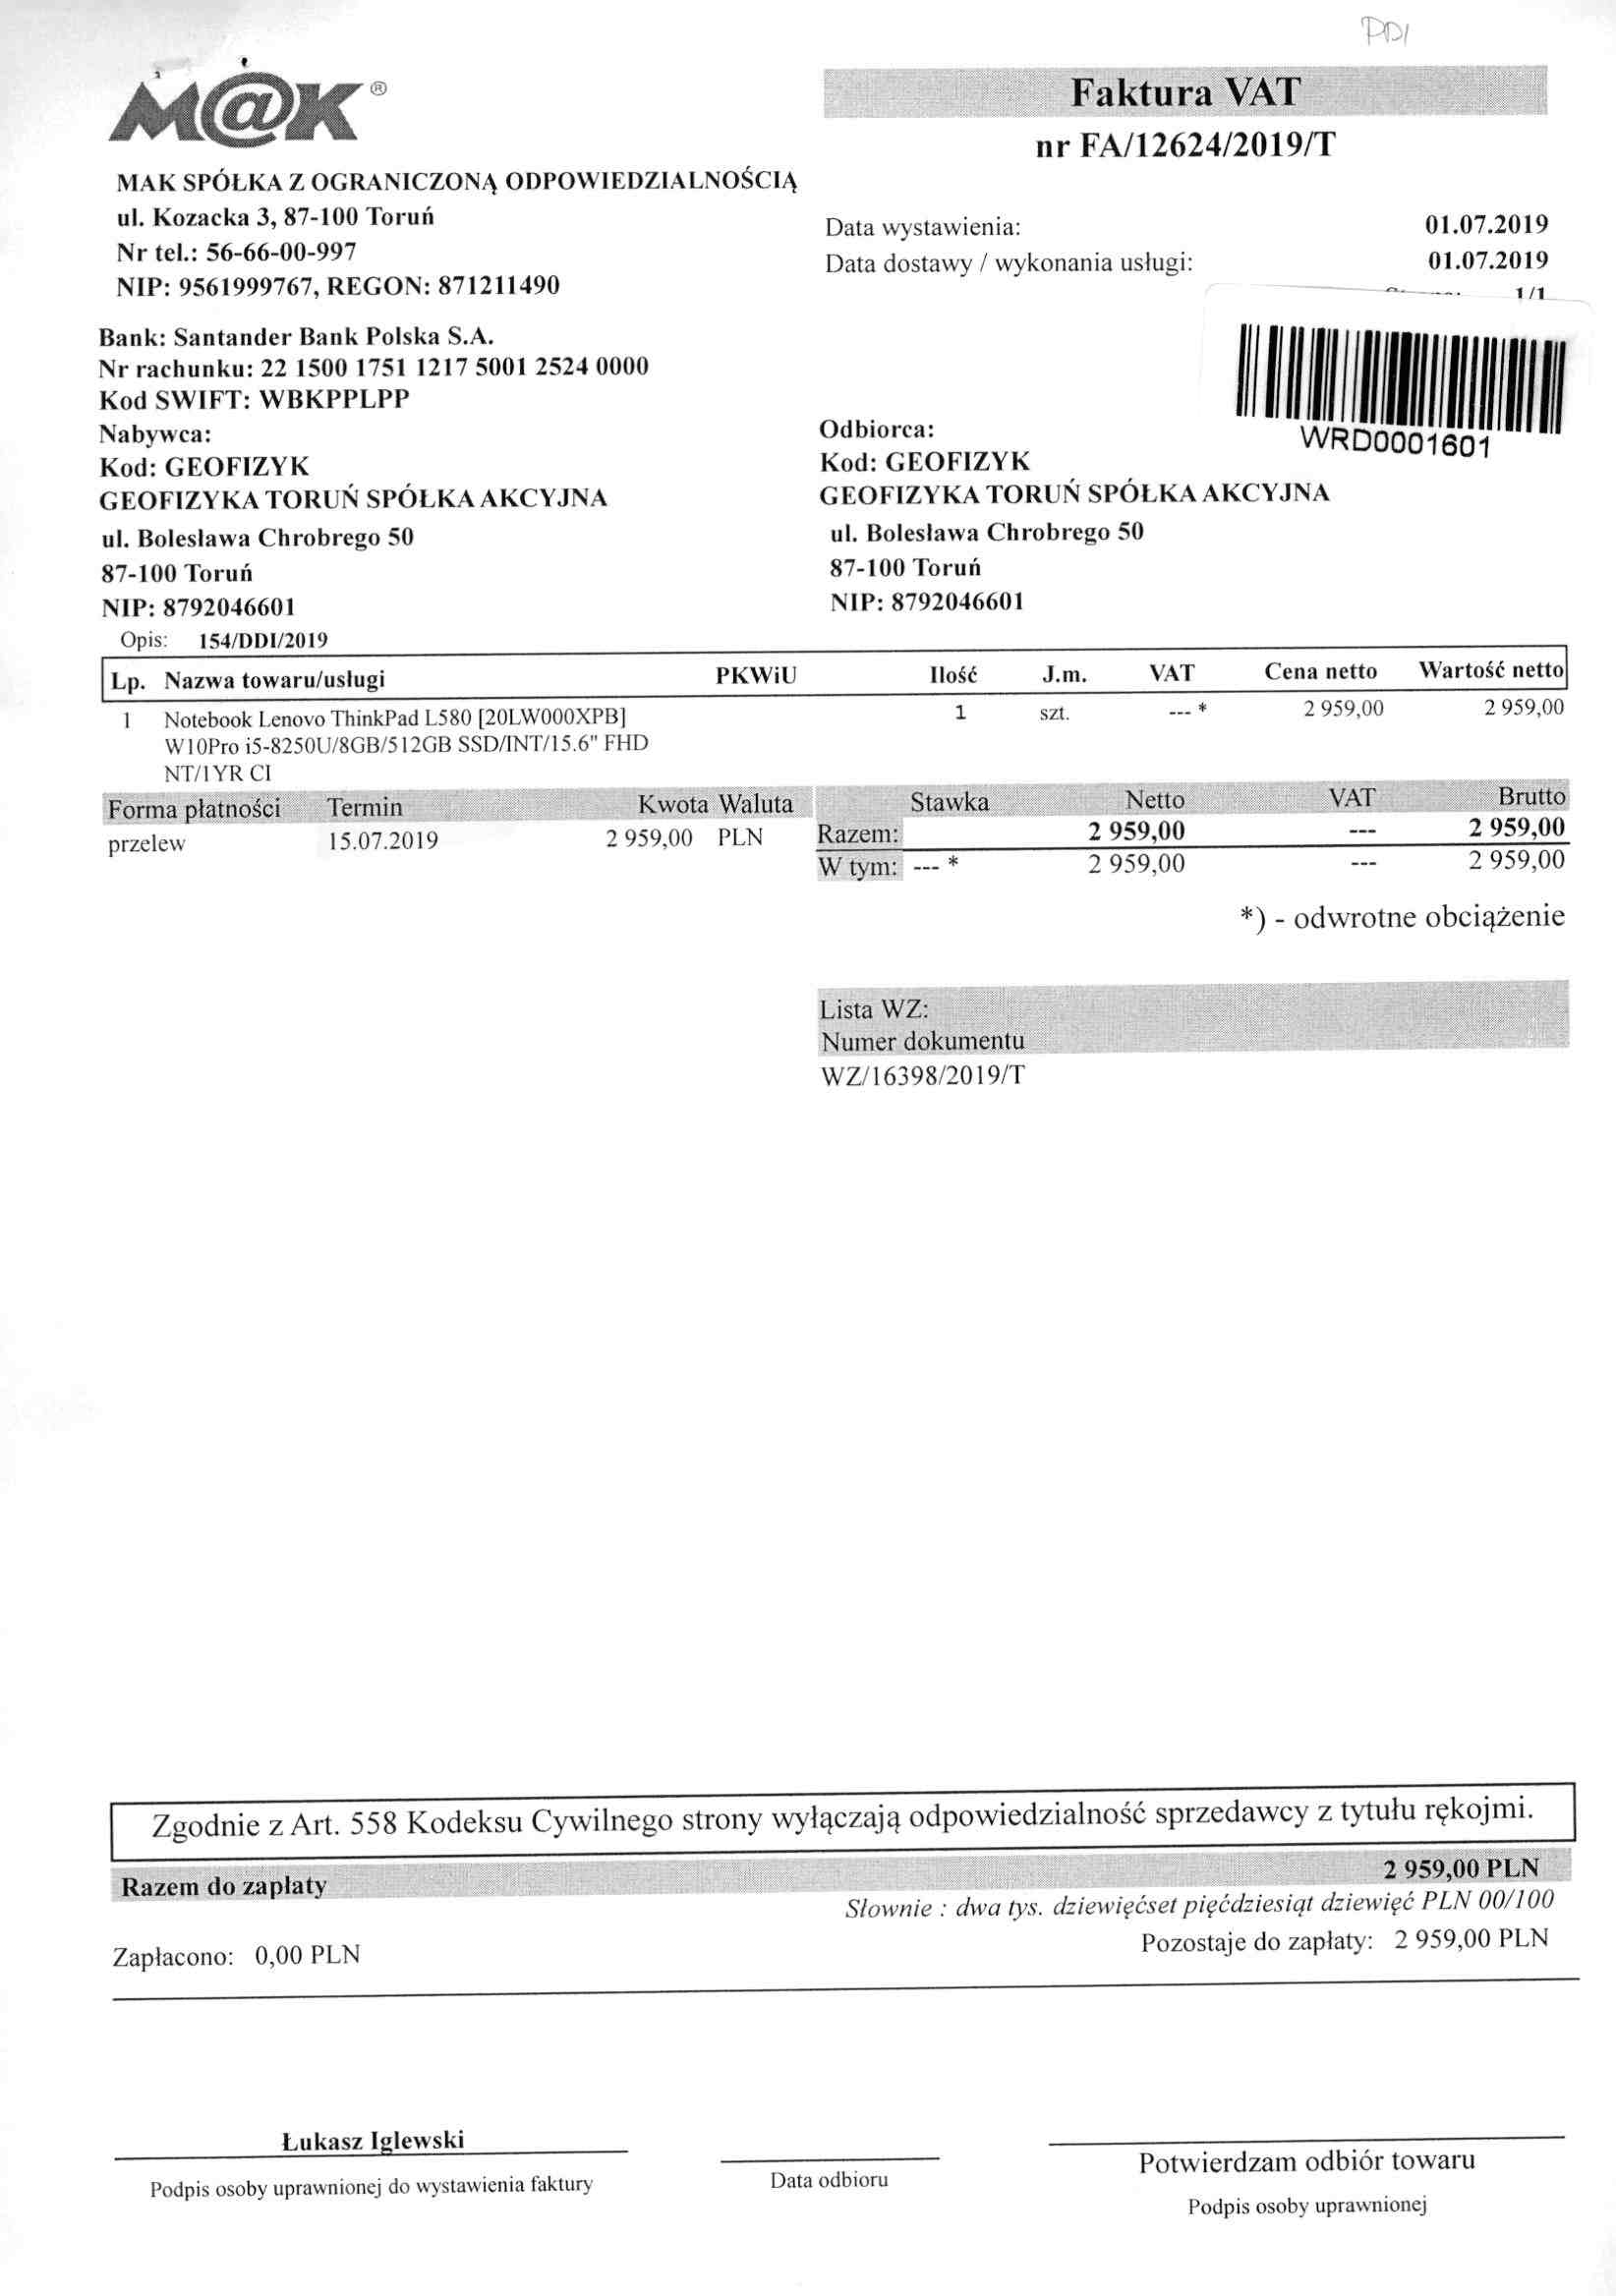 PDI
M@K®
Faktura VAT
nr FA/12624/2019/T
MAK SPÓŁKA Z OGRANICZONĄ ODPOWIEDZIALNOŚCIĄ
ul. Kozacka 3, 87-100 Toruń
Nr tel.: 56-66-00-997
NIP: 9561999767, REGON: 871211490
Data wystawienia: 01.07.2019
Data dostawy / wykonania usługi: 01.07.2019
1/1
Bank: Santander Bank Polska S.A.
Nr rachunku: 22 1500 1751 1217 5001 2524 0000
Kod SWIFT: WBKPPLPP
WRD0001601
Nabywca:
Kod: GEOFIZYK
GEOFIZYKA TORUŃ SPÓŁKA AKCYJNA
ul. Bolesława Chrobrego 50
87-100 Toruń
NIP: 8792046601
Odbiorca:
Kod: GEOFIZYK
GEOFIZYKA TORUŃ SPÓŁKA AKCYJNA
ul. Bolesława Chrobrego 50
87-100 Toruń
NIP: 8792046601
Opis: 154/DDI/2019
Lp. Nazwa towaru/usługi PKWiU Ilość J.m. VAT Cena netto Wartość netto
1 Notebook Lenovo ThinkPad L580 [20LW000XPB] 1 szt. --- * 2 959,00 2 959,00
W10Pro i5-8250U/8GB/512GB SSD/INT/15.6" FHD
NT/1YR CI
Forma płatności Termin Kwota Waluta
przelew 15.07.2019 2 959,00 PLN
Stawka Netto VAT Brutto
Razem: 2 959,00 --- 2 959,00
W tym: --- * 2 959,00 --- 2 959,00
*) - odwrotne obciążenie
Lista WZ:
Numer dokumentu
WZ/16398/2019/T
Zgodnie z Art. 558 Kodeksu Cywilnego strony wyłączają odpowiedzialność sprzedawcy z tytułu rękojmi.
Razem do zapłaty 2 959,00 PLN
Słownie : dwa tys. dziewięćset pięćdziesiąt dziewięć PLN 00/100
Zapłacono: 0,00 PLN Pozostaje do zapłaty: 2 959,00 PLN
Łukasz Iglewski
Podpis osoby uprawnionej do wystawienia faktury
Data odbioru
Potwierdzam odbiór towaru
Podpis osoby uprawnionej